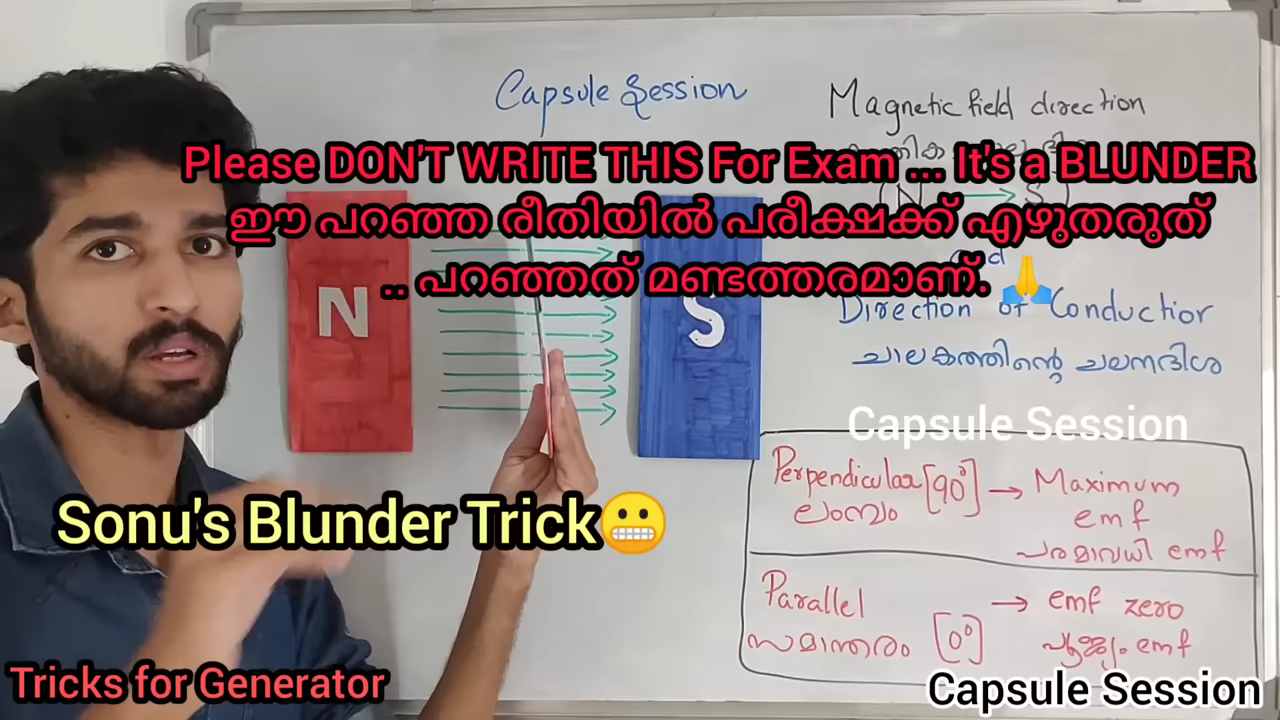 Capsule Session
Magnetic field direction
Please DON'T WRITE THIS For Exam ... It's a BLUNDER
(N → S)
ഈ പറഞ്ഞ രീതിയിൽ പരീക്ഷക്ക് എഴുതരുത്
.. പറഞ്ഞത് മണ്ടത്തരമാണ്. 🙏
N
S
Direction of Conductior
ചാലകത്തിന്റെ ചലനദിശ
Capsule Session
Perpendicular [90°] → Maximum
ലംബം
emf
പരമാവധി emf
Sonu's Blunder Trick😬
Parallel → emf zero
സമാന്തരം [0°] പൂജ്യം emf
Tricks for Generator
Capsule Session